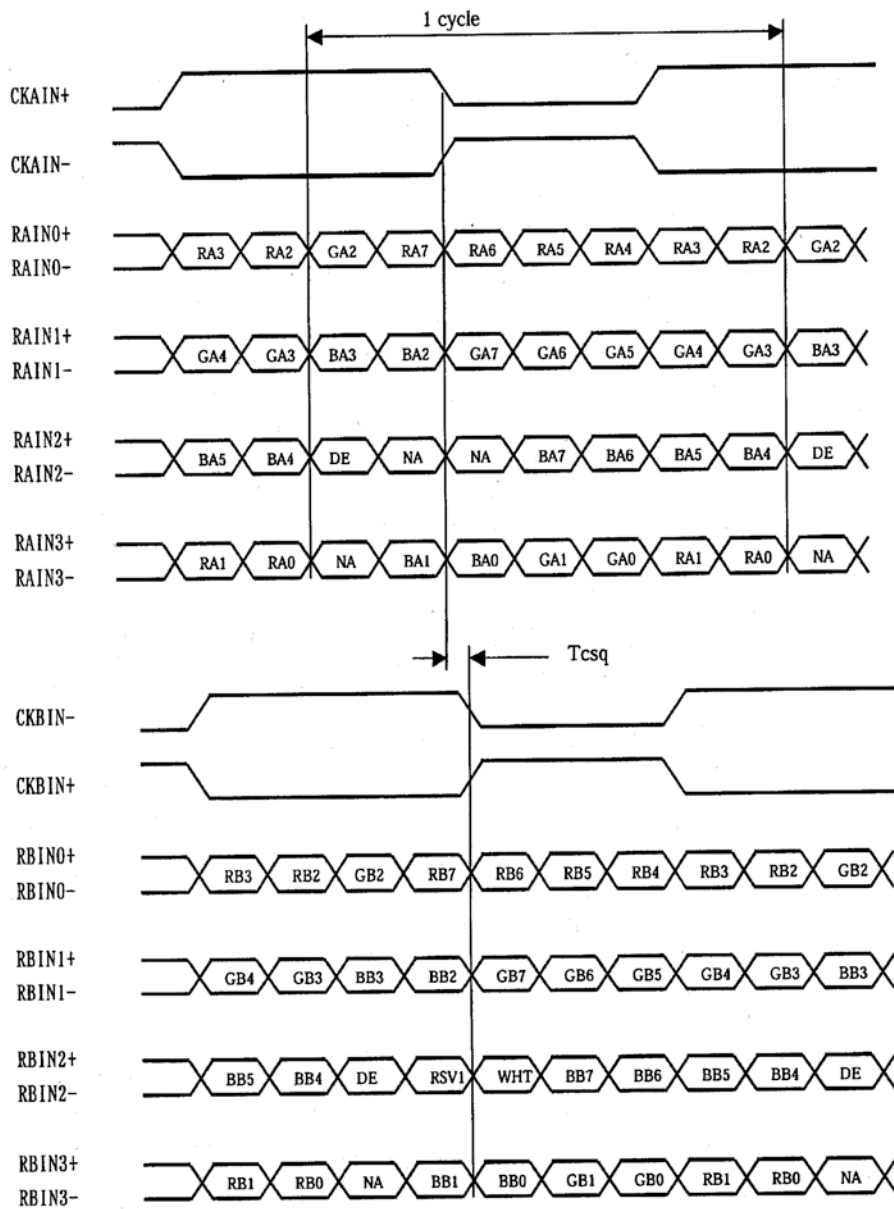 1 cycle
CKAIN+
CKAIN-
RAIN0+
RA3 RA2 GA2 RA7 RA6 RA5 RA4 RA3 RA2 GA2
RAIN0-
RAIN1+
GA4 GA3 BA3 BA2 GA7 GA6 GA5 GA4 GA3 BA3
RAIN1-
RAIN2+
BA5 BA4 DE NA NA BA7 BA6 BA5 BA4 DE
RAIN2-
RAIN3+
RA1 RA0 NA BA1 BA0 GA1 GA0 RA1 RA0 NA
RAIN3-
Tcsq
CKBIN-
CKBIN+
RBIN0+
RB3 RB2 GB2 RB7 RB6 RB5 RB4 RB3 RB2 GB2
RBIN0-
RBIN1+
GB4 GB3 BB3 BB2 GB7 GB6 GB5 GB4 GB3 BB3
RBIN1-
RBIN2+
BB5 BB4 DE RSV1 WHT BB7 BB6 BB5 BB4 DE
RBIN2-
RBIN3+
RB1 RB0 NA BB1 BB0 GB1 GB0 RB1 RB0 NA
RBIN3-